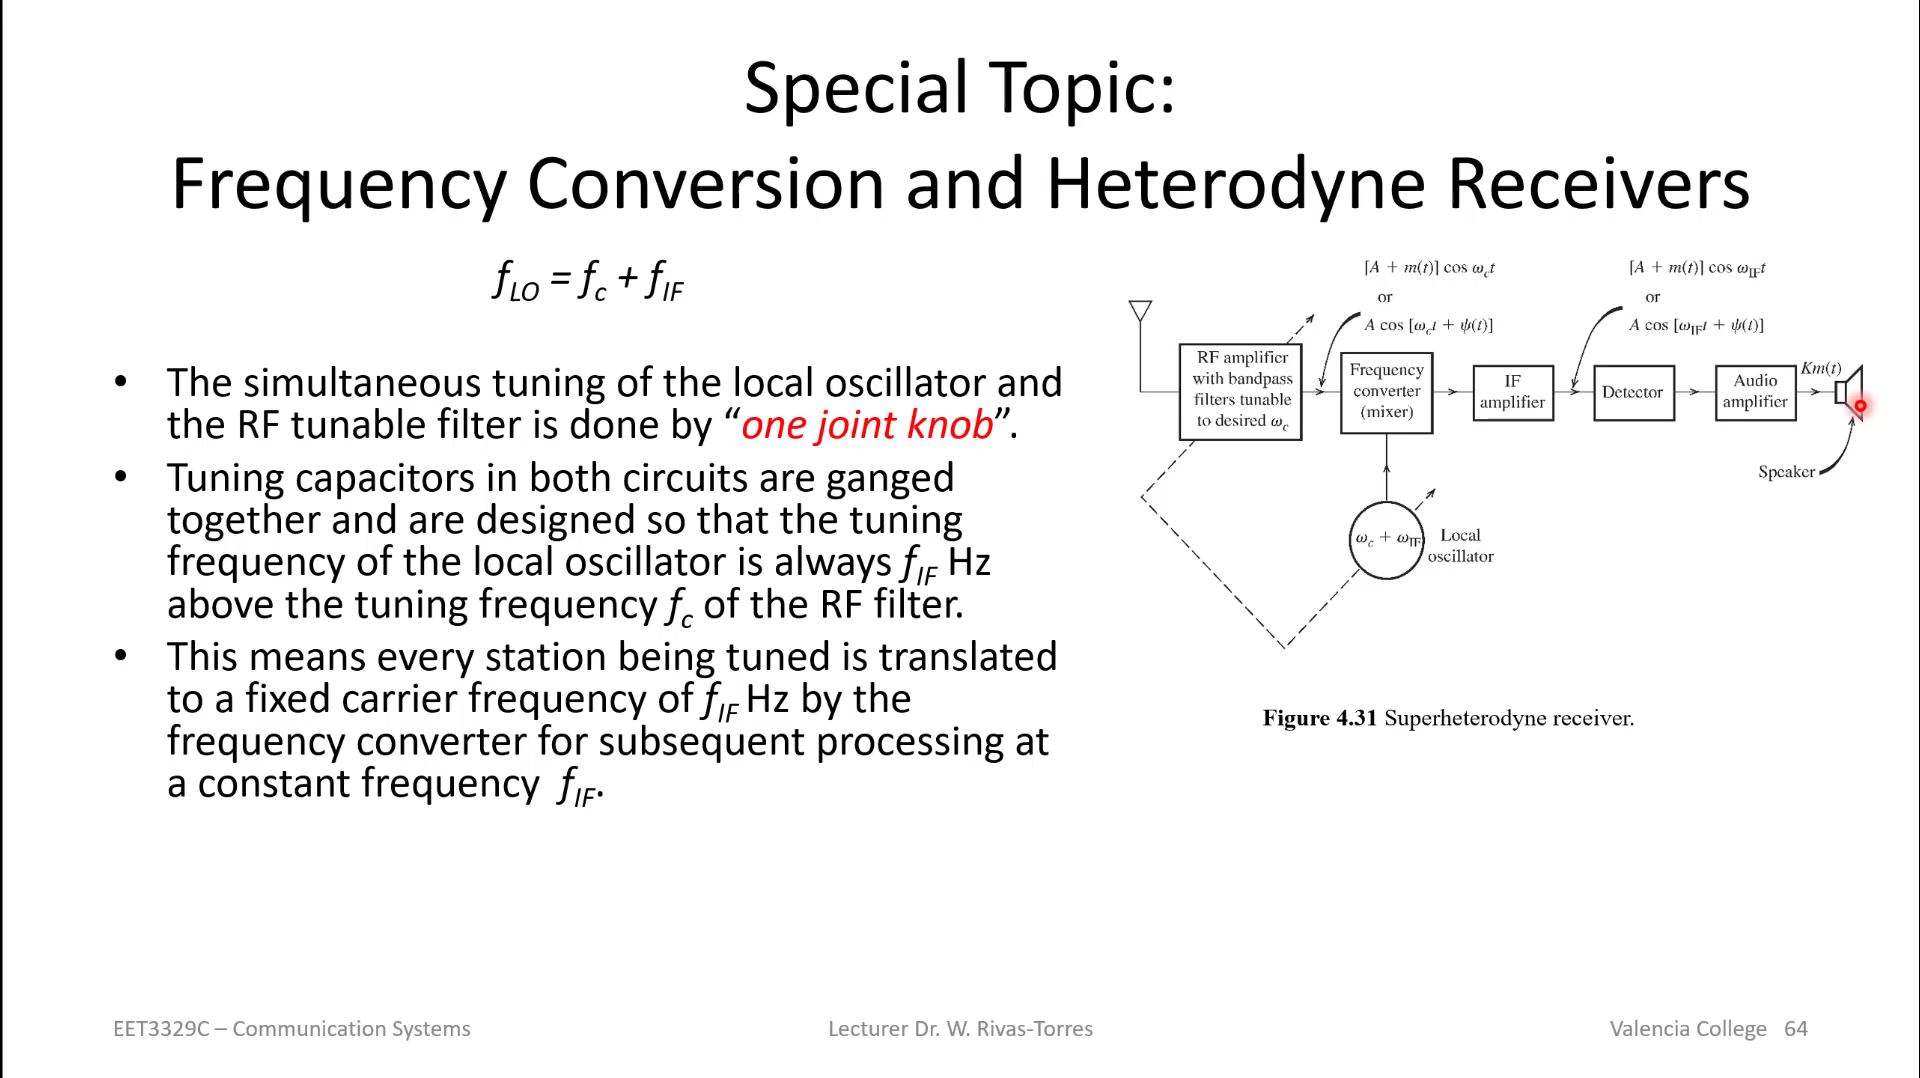 Special Topic:
Frequency Conversion and Heterodyne Receivers
f_LO = f_c + f_IF
• The simultaneous tuning of the local oscillator and
the RF tunable filter is done by “one joint knob”.
• Tuning capacitors in both circuits are ganged
together and are designed so that the tuning
frequency of the local oscillator is always f_IF Hz
above the tuning frequency f_c of the RF filter.
• This means every station being tuned is translated
to a fixed carrier frequency of f_IF Hz by the
frequency converter for subsequent processing at
a constant frequency f_IF.
[A + m(t)] cos ω_c t
or
A cos [ω_c t + ψ(t)]
[A + m(t)] cos ω_IF t
or
A cos [ω_IF t + ψ(t)]
RF amplifier
with bandpass
filters tunable
to desired ω_c
Frequency
converter
(mixer)
IF
amplifier
Detector
Audio
amplifier
Km(t)
Speaker
ω_c + ω_IF
Local
oscillator
Figure 4.31 Superheterodyne receiver.
EET3329C – Communication Systems
Lecturer Dr. W. Rivas-Torres
Valencia College 64